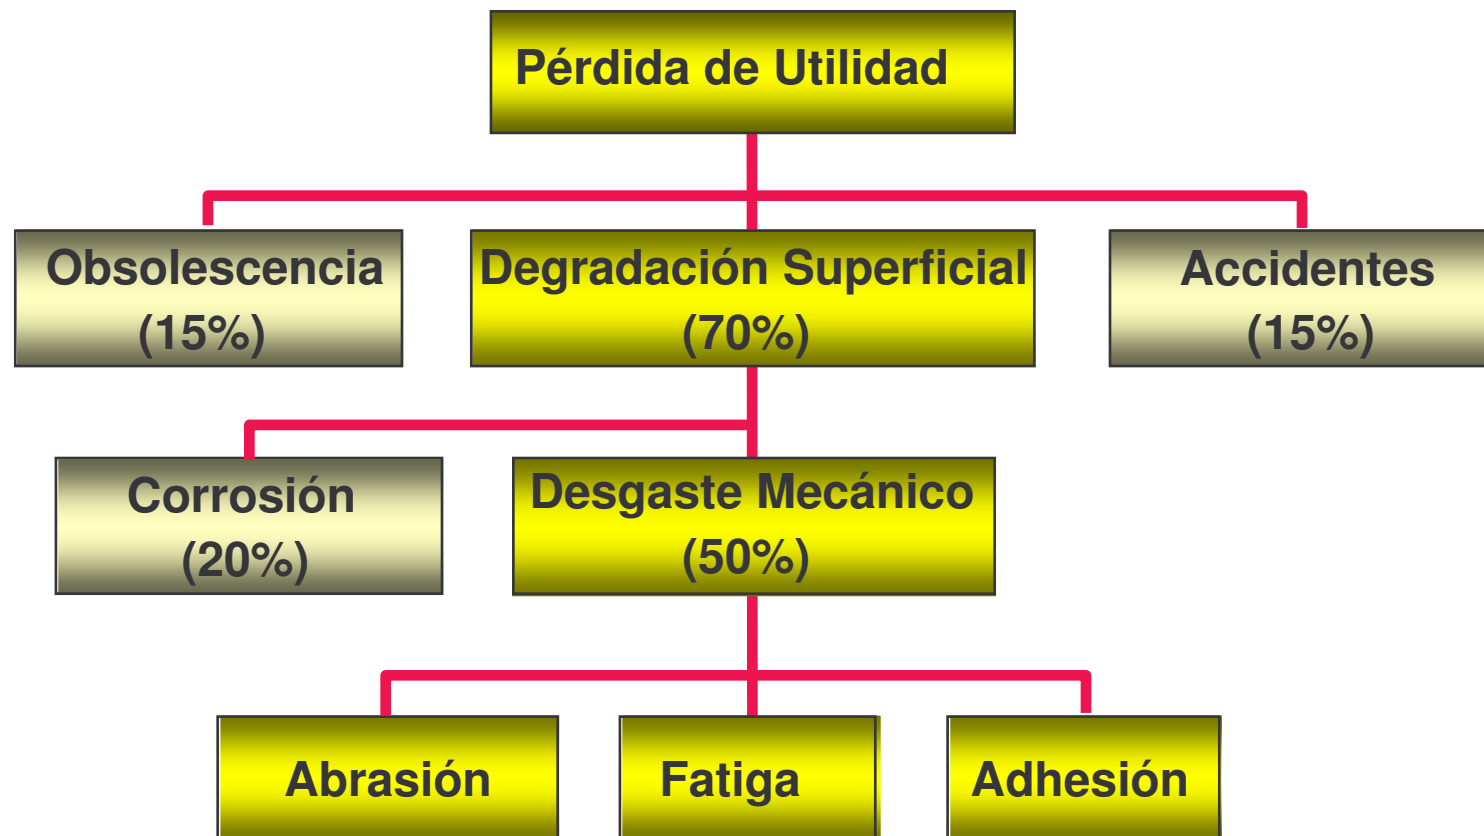 Pérdida de Utilidad
Obsolescencia
(15%)
Degradación Superficial
(70%)
Accidentes
(15%)
Corrosión
(20%)
Desgaste Mecánico
(50%)
Abrasión
Fatiga
Adhesión